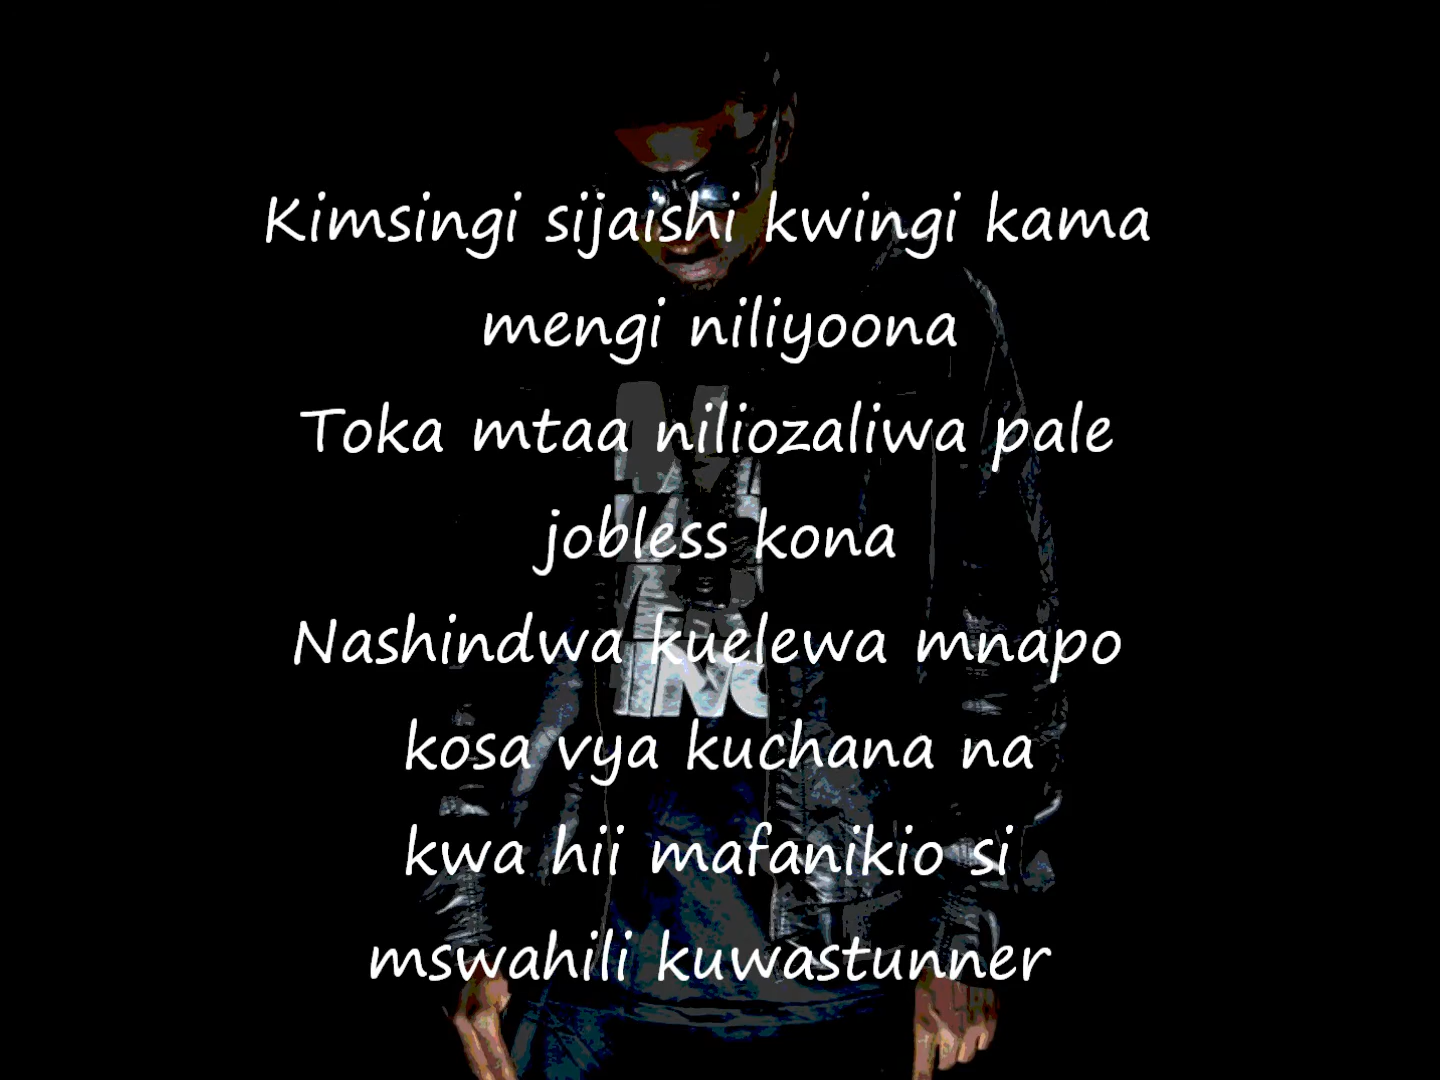 Kimsingi sijaishi kwingi kama
mengi niliyoona
Toka mtaa niliozaliwa pale
jobless kona
Nashindwa kuelewa mnapo
kosa vya kuchana na
kwa hii mafanikio si
mswahili kuwastunner